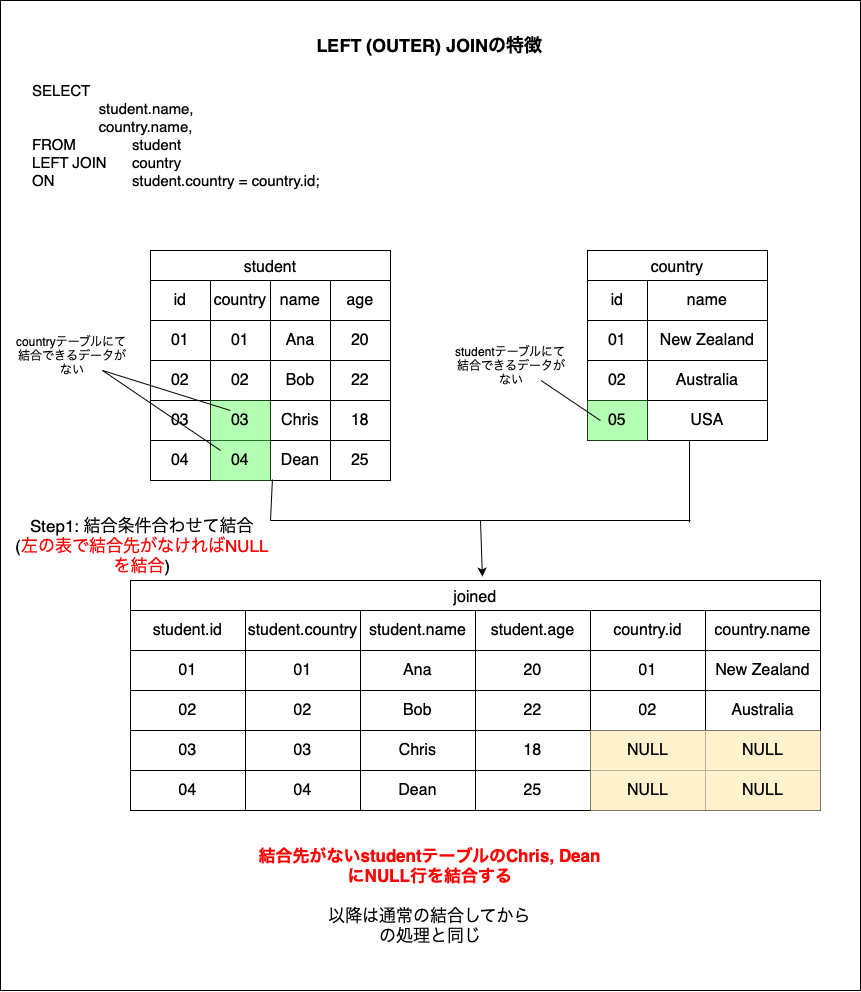 LEFT (OUTER) JOINの特徴
SELECT
student.name,
country.name,
FROM student
LEFT JOIN country
ON student.country = country.id;
student
id country name age
01 01 Ana 20
02 02 Bob 22
03 03 Chris 18
04 04 Dean 25
countryテーブルにて
結合できるデータが
ない
country
id name
01 New Zealand
02 Australia
05 USA
studentテーブルにて
結合できるデータが
ない
Step1: 結合条件合わせて結合
(左の表で結合先がなければNULL
を結合)
joined
student.id student.country student.name student.age country.id country.name
01 01 Ana 20 01 New Zealand
02 02 Bob 22 02 Australia
03 03 Chris 18 NULL NULL
04 04 Dean 25 NULL NULL
結合先がないstudentテーブルのChris, Dean
にNULL行を結合する
以降は通常の結合してから
の処理と同じ